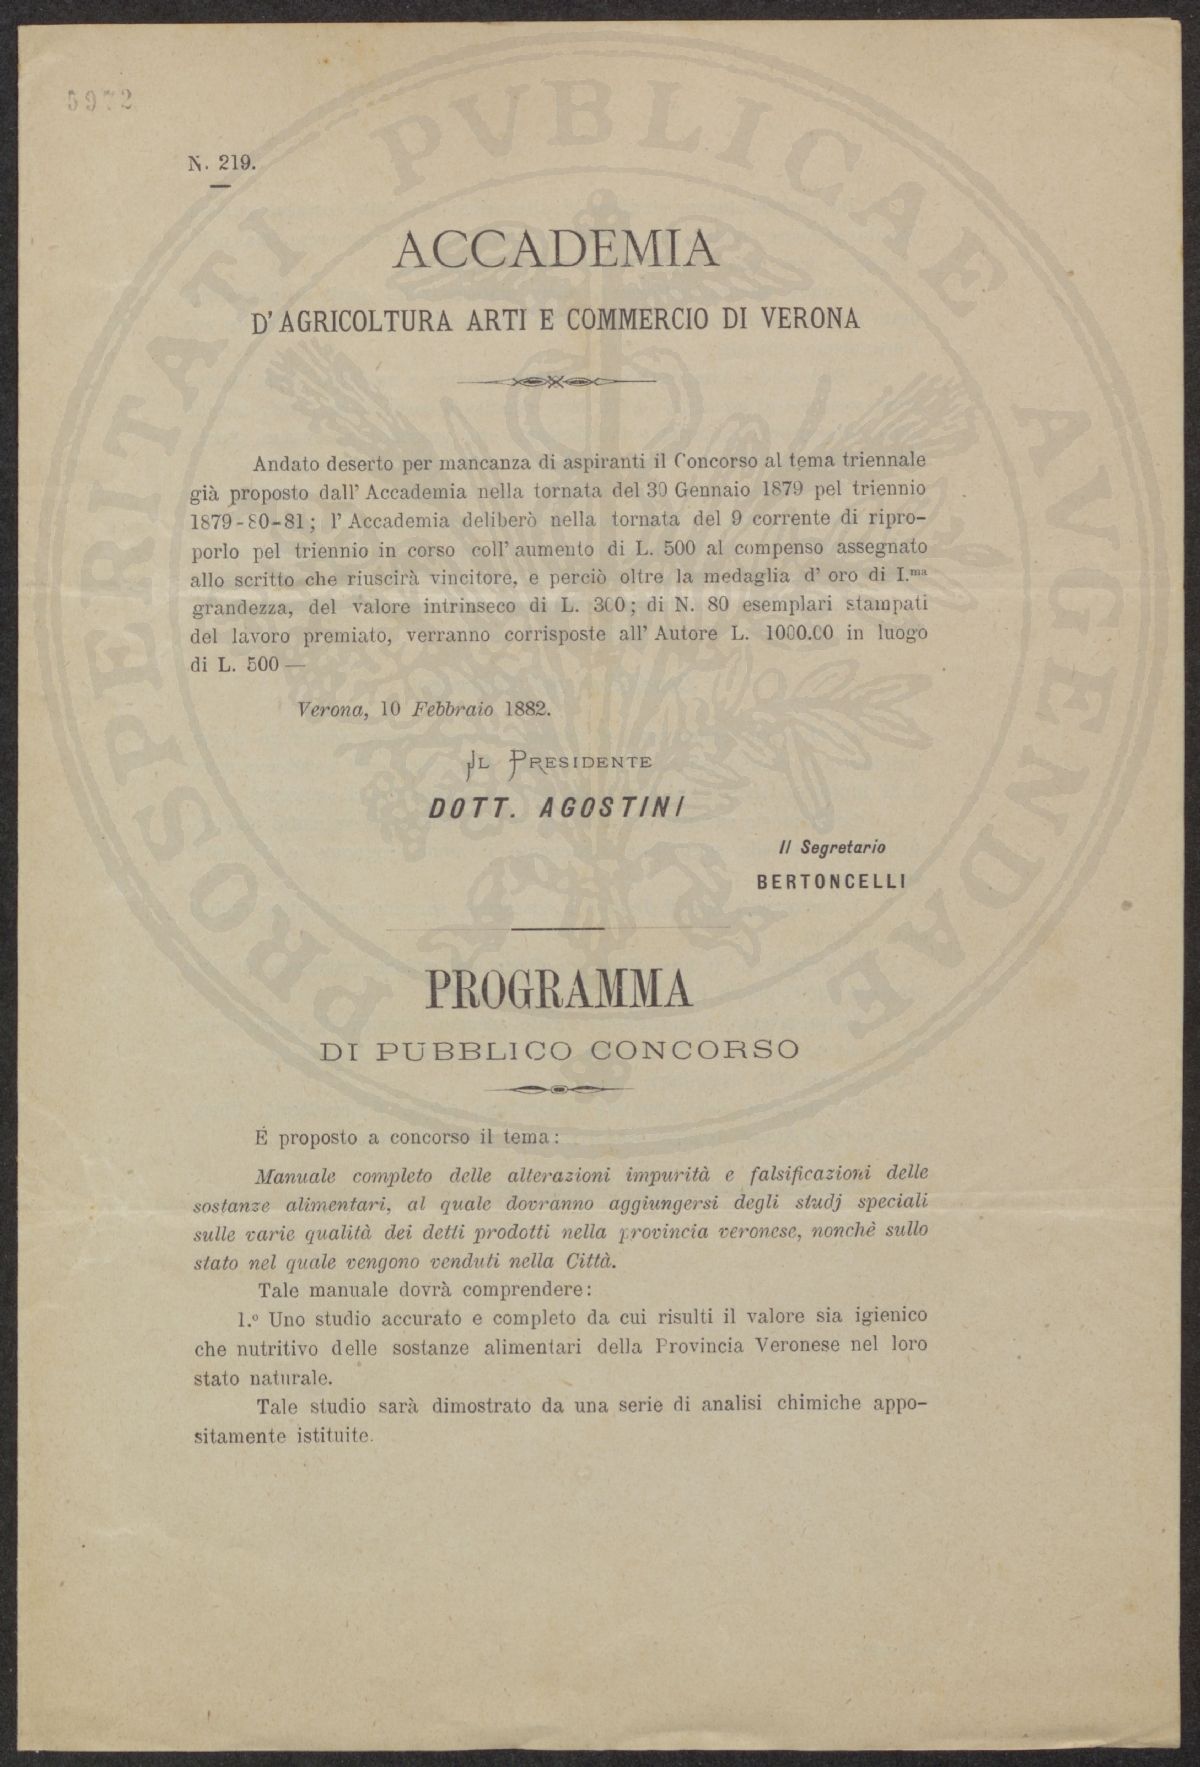 5972
N. 219.
ACCADEMIA
D' AGRICOLTURA ARTI E COMMERCIO DI VERONA
Andato deserto per mancanza di aspiranti il Concorso al tema triennale
già proposto dall' Accademia nella tornata del 30 Gennaio 1879 pel triennio
1879-80-81; l' Accademia deliberò nella tornata del 9 corrente di ripro-
porlo pel triennio in corso coll' aumento di L. 500 al compenso assegnato
allo scritto che riuscirà vincitore, e perciò oltre la medaglia d' oro di I.ma
grandezza, del valore intrinseco di L. 300; di N. 80 esemplari stampati
del lavoro premiato, verranno corrisposte all' Autore L. 1000.00 in luogo
di L. 500 —
Verona, 10 Febbraio 1882.
IL PRESIDENTE
DOTT. AGOSTINI
Il Segretario
BERTONCELLI
PROGRAMMA
DI PUBBLICO CONCORSO
È proposto a concorso il tema:
Manuale completo delle alterazioni impurità e falsificazioni delle
sostanze alimentari, al quale dovranno aggiungersi degli studj speciali
sulle varie qualità dei detti prodotti nella provincia veronese, nonchè sullo
stato nel quale vengono venduti nella Città.
Tale manuale dovrà comprendere:
1.° Uno studio accurato e completo da cui risulti il valore sia igienico
che nutritivo delle sostanze alimentari della Provincia Veronese nel loro
stato naturale.
Tale studio sarà dimostrato da una serie di analisi chimiche appo-
sitamente istituite.
PROSPERITATI PVBLICAE AVGENDAE